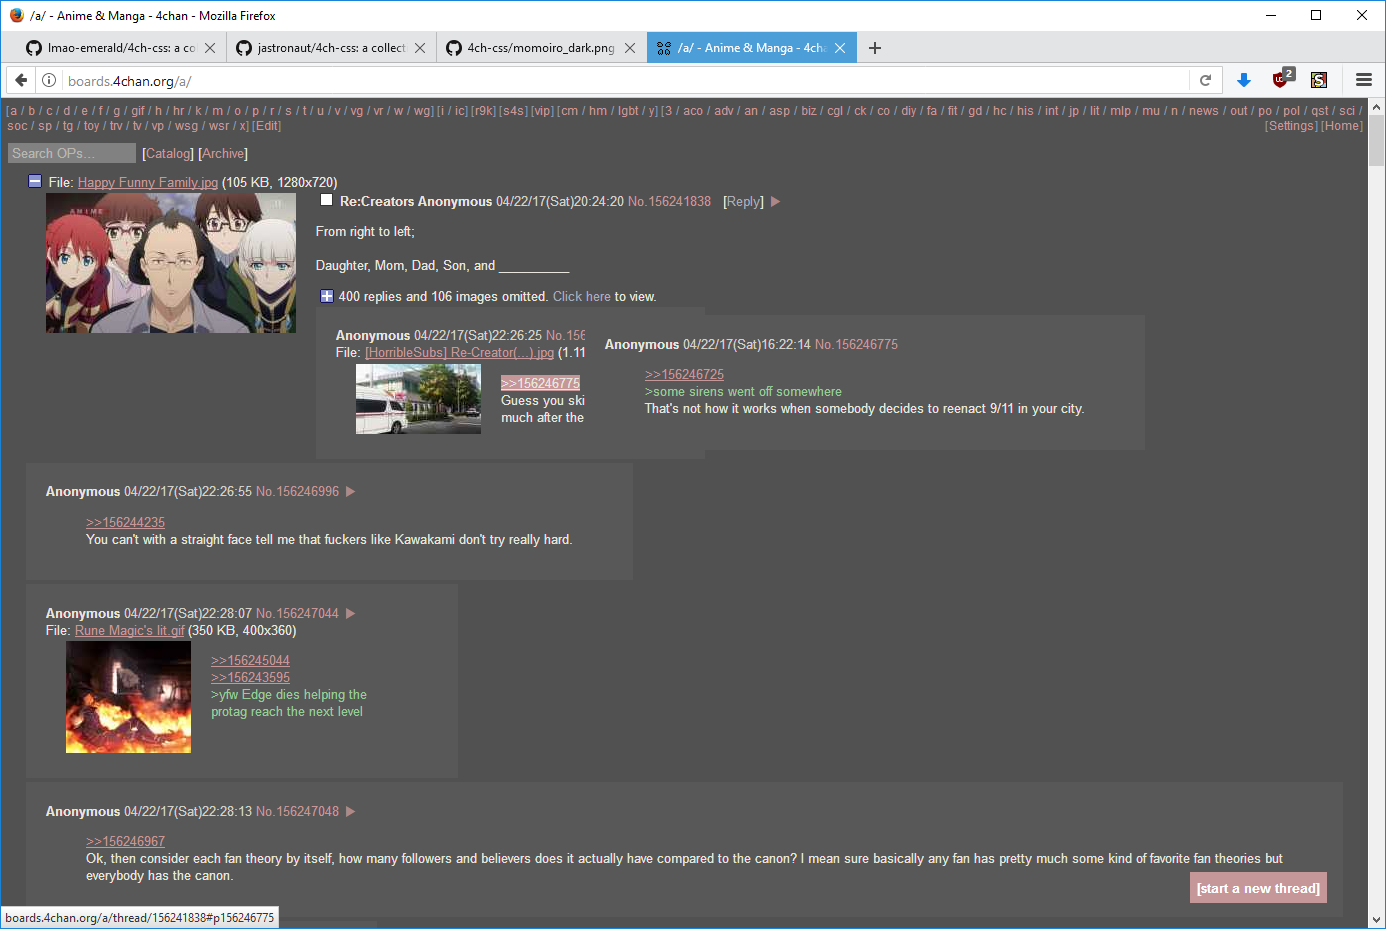 /a/ - Anime & Manga - 4chan - Mozilla Firefox
lmao-emerald/4ch-css: a co
jastronaut/4ch-css: a collect
4ch-css/momoiro_dark.png
/a/ - Anime & Manga - 4cha
boards.4chan.org/a/
2
[a / b / c / d / e / f / g / gif / h / hr / k / m / o / p / r / s / t / u / v / vg / vr / w / wg] [i / ic] [r9k] [s4s] [vip] [cm / hm / lgbt / y] [3 / aco / adv / an / asp / biz / cgl / ck / co / diy / fa / fit / gd / hc / his / int / jp / lit / mlp / mu / n / news / out / po / pol / qst / sci /
soc / sp / tg / toy / trv / tv / vp / wsg / wsr / x] [Edit]
[Settings] [Home]
Search OPs... [Catalog] [Archive]
File: Happy Funny Family.jpg (105 KB, 1280x720)
ANIME
Re:Creators Anonymous 04/22/17(Sat)20:24:20 No.156241838 [Reply]
From right to left;
Daughter, Mom, Dad, Son, and __________
400 replies and 106 images omitted. Click here to view.
Anonymous 04/22/17(Sat)22:26:25 No.156
File: [HorribleSubs] Re-Creator(...).jpg (1.11
>>156246775
Guess you ski
much after the
Anonymous 04/22/17(Sat)16:22:14 No.156246775
>>156246725
>some sirens went off somewhere
That's not how it works when somebody decides to reenact 9/11 in your city.
Anonymous 04/22/17(Sat)22:26:55 No.156246996
>>156244235
You can't with a straight face tell me that fuckers like Kawakami don't try really hard.
Anonymous 04/22/17(Sat)22:28:07 No.156247044
File: Rune Magic's lit.gif (350 KB, 400x360)
>>156245044
>>156243595
>yfw Edge dies helping the
protag reach the next level
Anonymous 04/22/17(Sat)22:28:13 No.156247048
>>156246967
Ok, then consider each fan theory by itself, how many followers and believers does it actually have compared to the canon? I mean sure basically any fan has pretty much some kind of favorite fan theories but
everybody has the canon.
[start a new thread]
boards.4chan.org/a/thread/156241838#p156246775